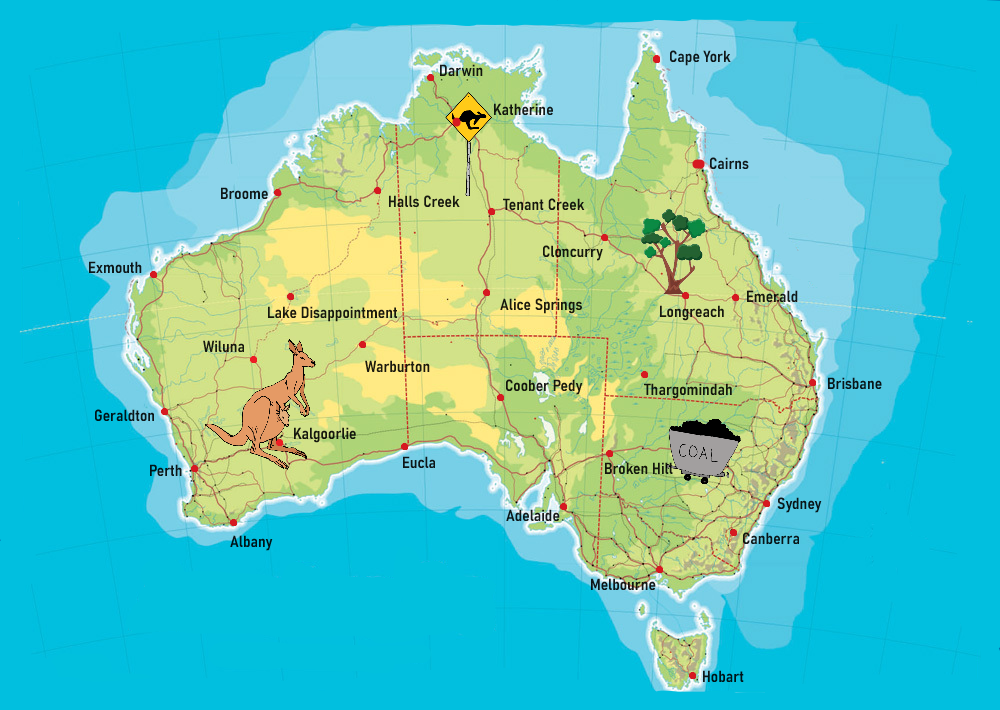 Cape York
Darwin
Katherine
Cairns
Broome
Halls Creek
Tenant Creek
Cloncurry
Exmouth
Emerald
Alice Springs
Lake Disappointment
Longreach
Wiluna
Warburton
Coober Pedy
Thargomindah
Brisbane
Geraldton
Kalgoorlie
COAL
Eucla
Broken Hill
Perth
Sydney
Adelaide
Albany
Canberra
Melbourne
Hobart